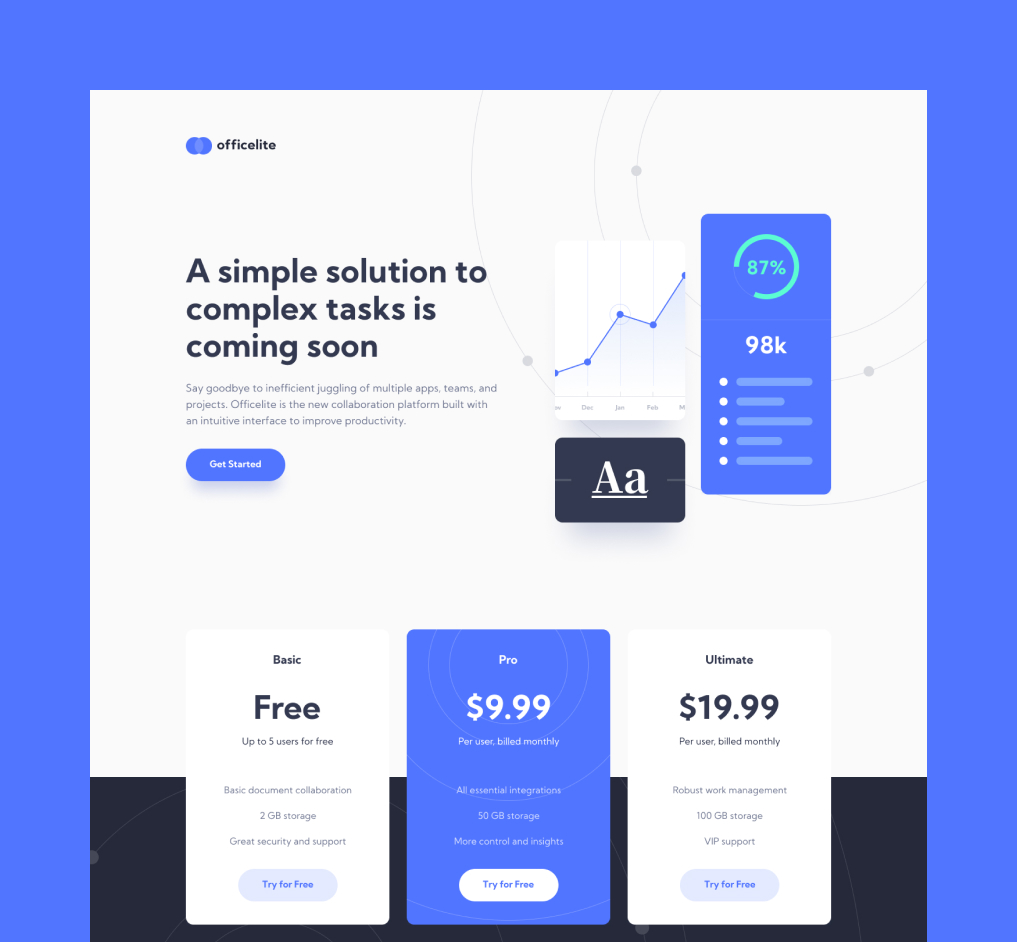 officelite
A simple solution to
complex tasks is
coming soon
Say goodbye to inefficient juggling of multiple apps, teams, and
projects. Officelite is the new collaboration platform built with
an intuitive interface to improve productivity.
Get Started
Dec Jan Feb
Aa
87%
98k
Basic
Free
Up to 5 users for free
Basic document collaboration
2 GB storage
Great security and support
Try for Free
Pro
$9.99
Per user, billed monthly
All essential integrations
50 GB storage
More control and insights
Try for Free
Ultimate
$19.99
Per user, billed monthly
Robust work management
100 GB storage
VIP support
Try for Free